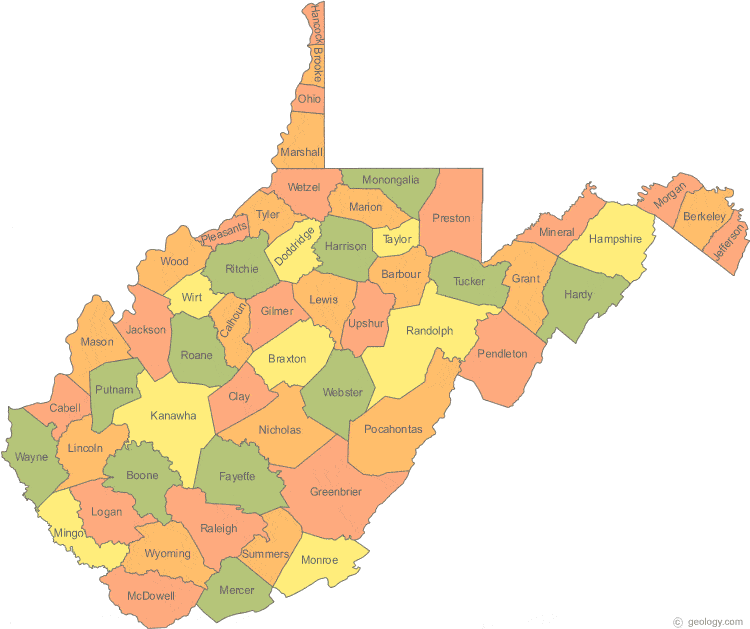 Hancock
Brooke
Ohio
Marshall
Wetzel
Monongalia
Marion
Preston
Tyler
Pleasants
Doddridge
Harrison
Taylor
Morgan
Berkeley
Jefferson
Mineral
Hampshire
Wood
Ritchie
Barbour
Tucker
Grant
Hardy
Wirt
Calhoun
Gilmer
Lewis
Upshur
Randolph
Pendleton
Mason
Jackson
Roane
Braxton
Webster
Putnam
Cabell
Kanawha
Clay
Nicholas
Pocahontas
Wayne
Lincoln
Boone
Fayette
Greenbrier
Mingo
Logan
Raleigh
Wyoming
Summers
Monroe
McDowell
Mercer
© geology.com